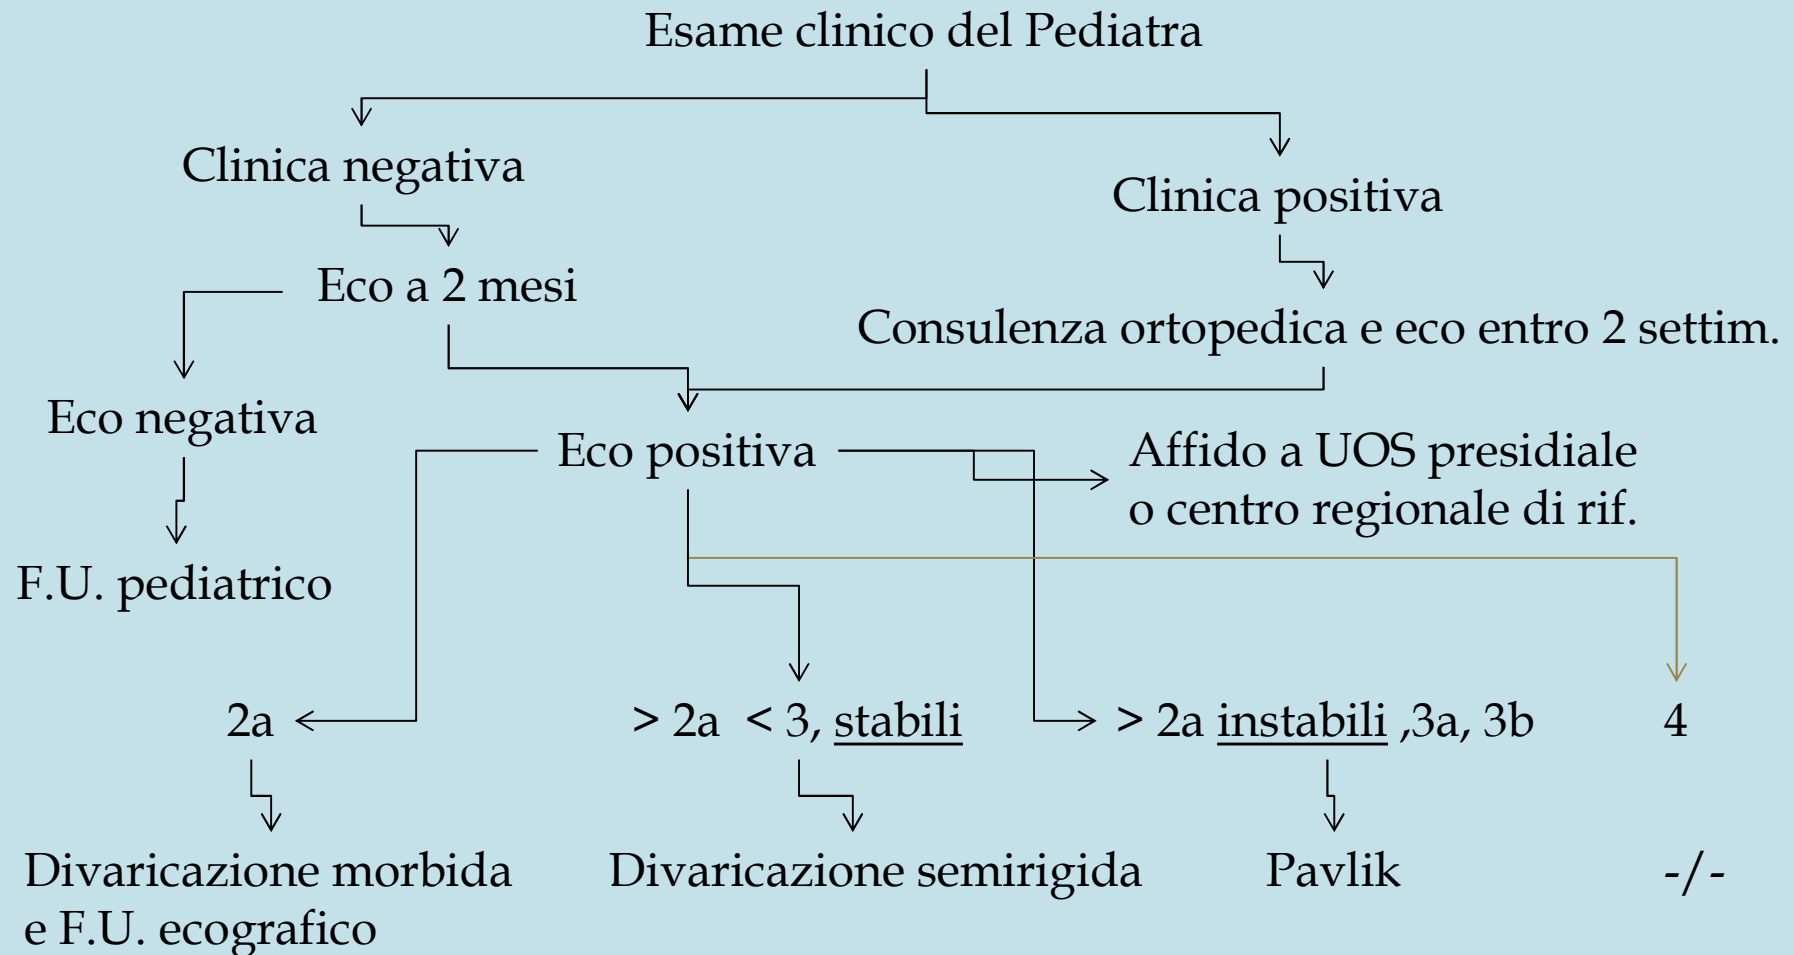 Esame clinico del Pediatra
Clinica negativa
Clinica positiva
Eco a 2 mesi
Consulenza ortopedica e eco entro 2 settim.
Eco negativa
Eco positiva
Affido a UOS presidiale
o centro regionale di rif.
F.U. pediatrico
2a
> 2a < 3, stabili
> 2a instabili ,3a, 3b
4
Divaricazione morbida
e F.U. ecografico
Divaricazione semirigida
Pavlik
-/-